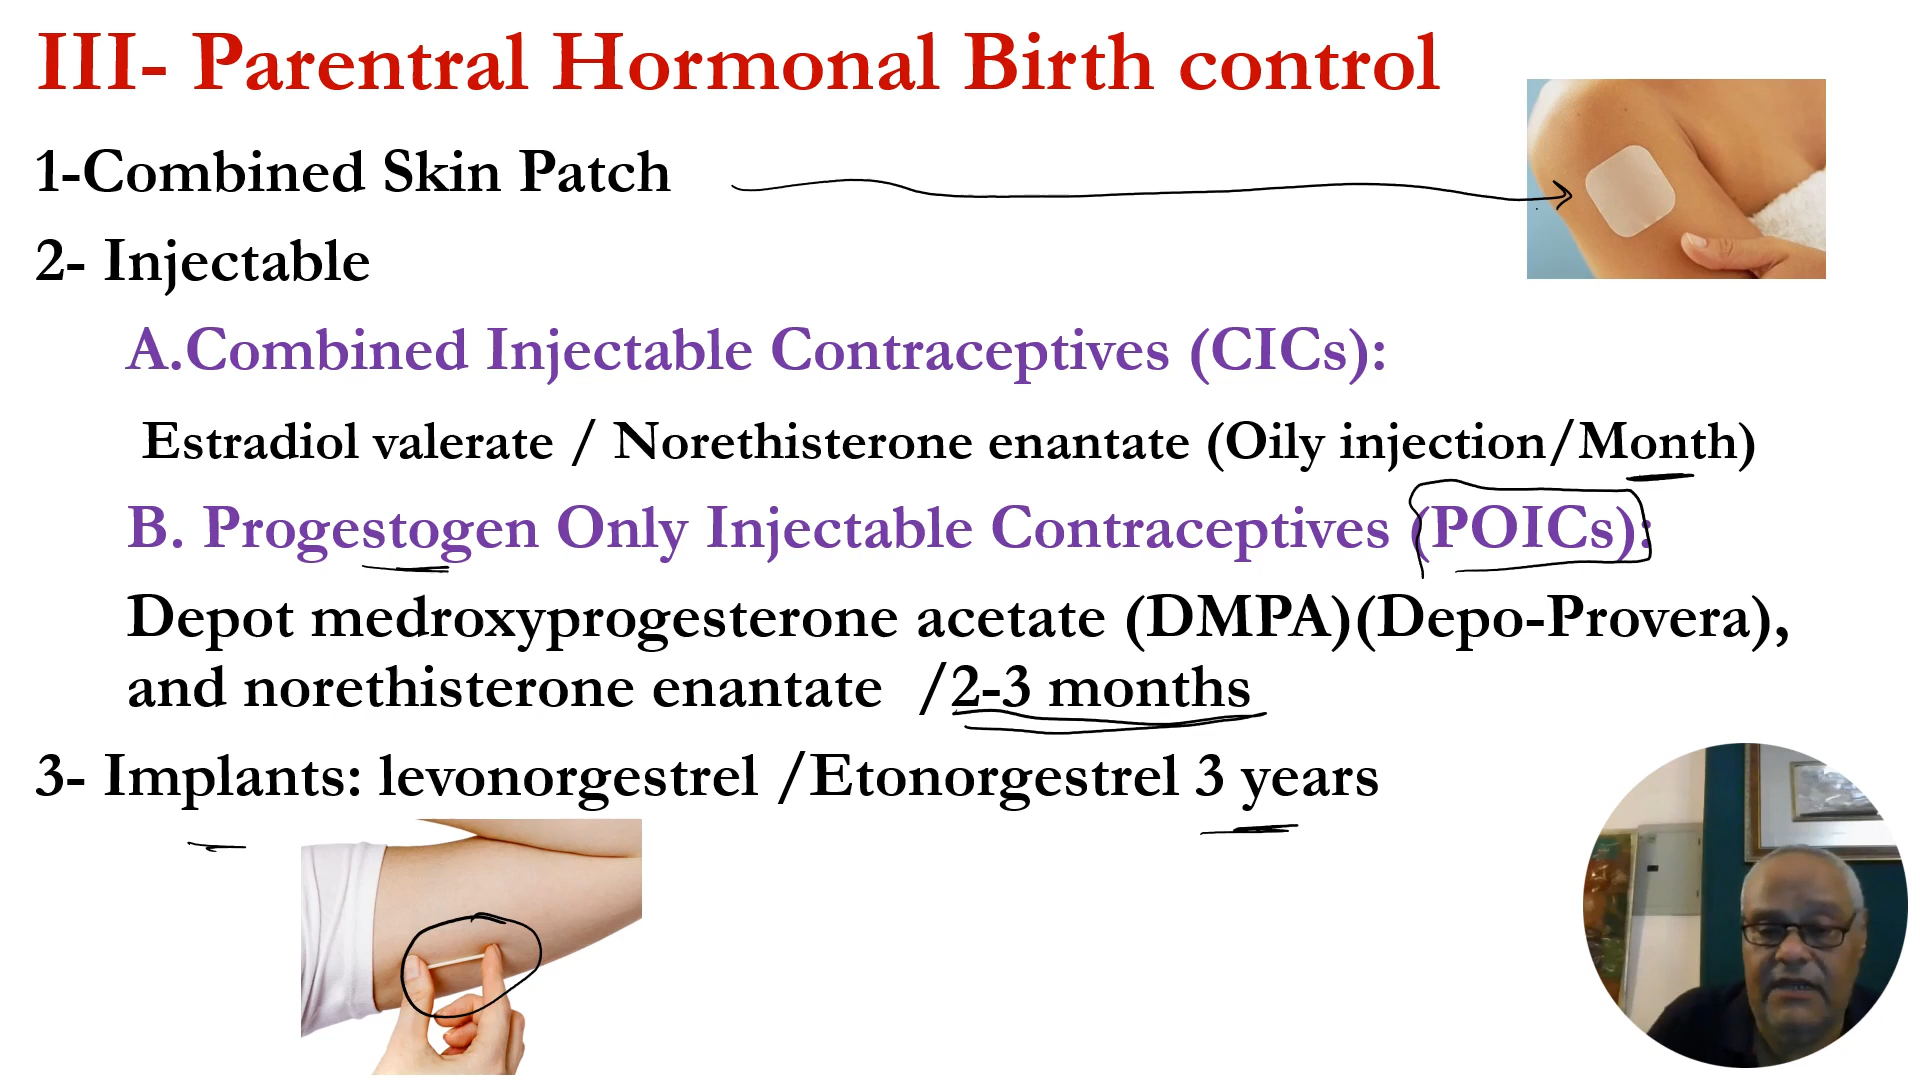 III- Parentral Hormonal Birth control
1-Combined Skin Patch
2- Injectable
A.Combined Injectable Contraceptives (CICs):
Estradiol valerate / Norethisterone enantate (Oily injection/Month)
B. Progestogen Only Injectable Contraceptives (POICs):
Depot medroxyprogesterone acetate (DMPA)(Depo-Provera),
and norethisterone enantate /2-3 months
3- Implants: levonorgestrel /Etonorgestrel 3 years